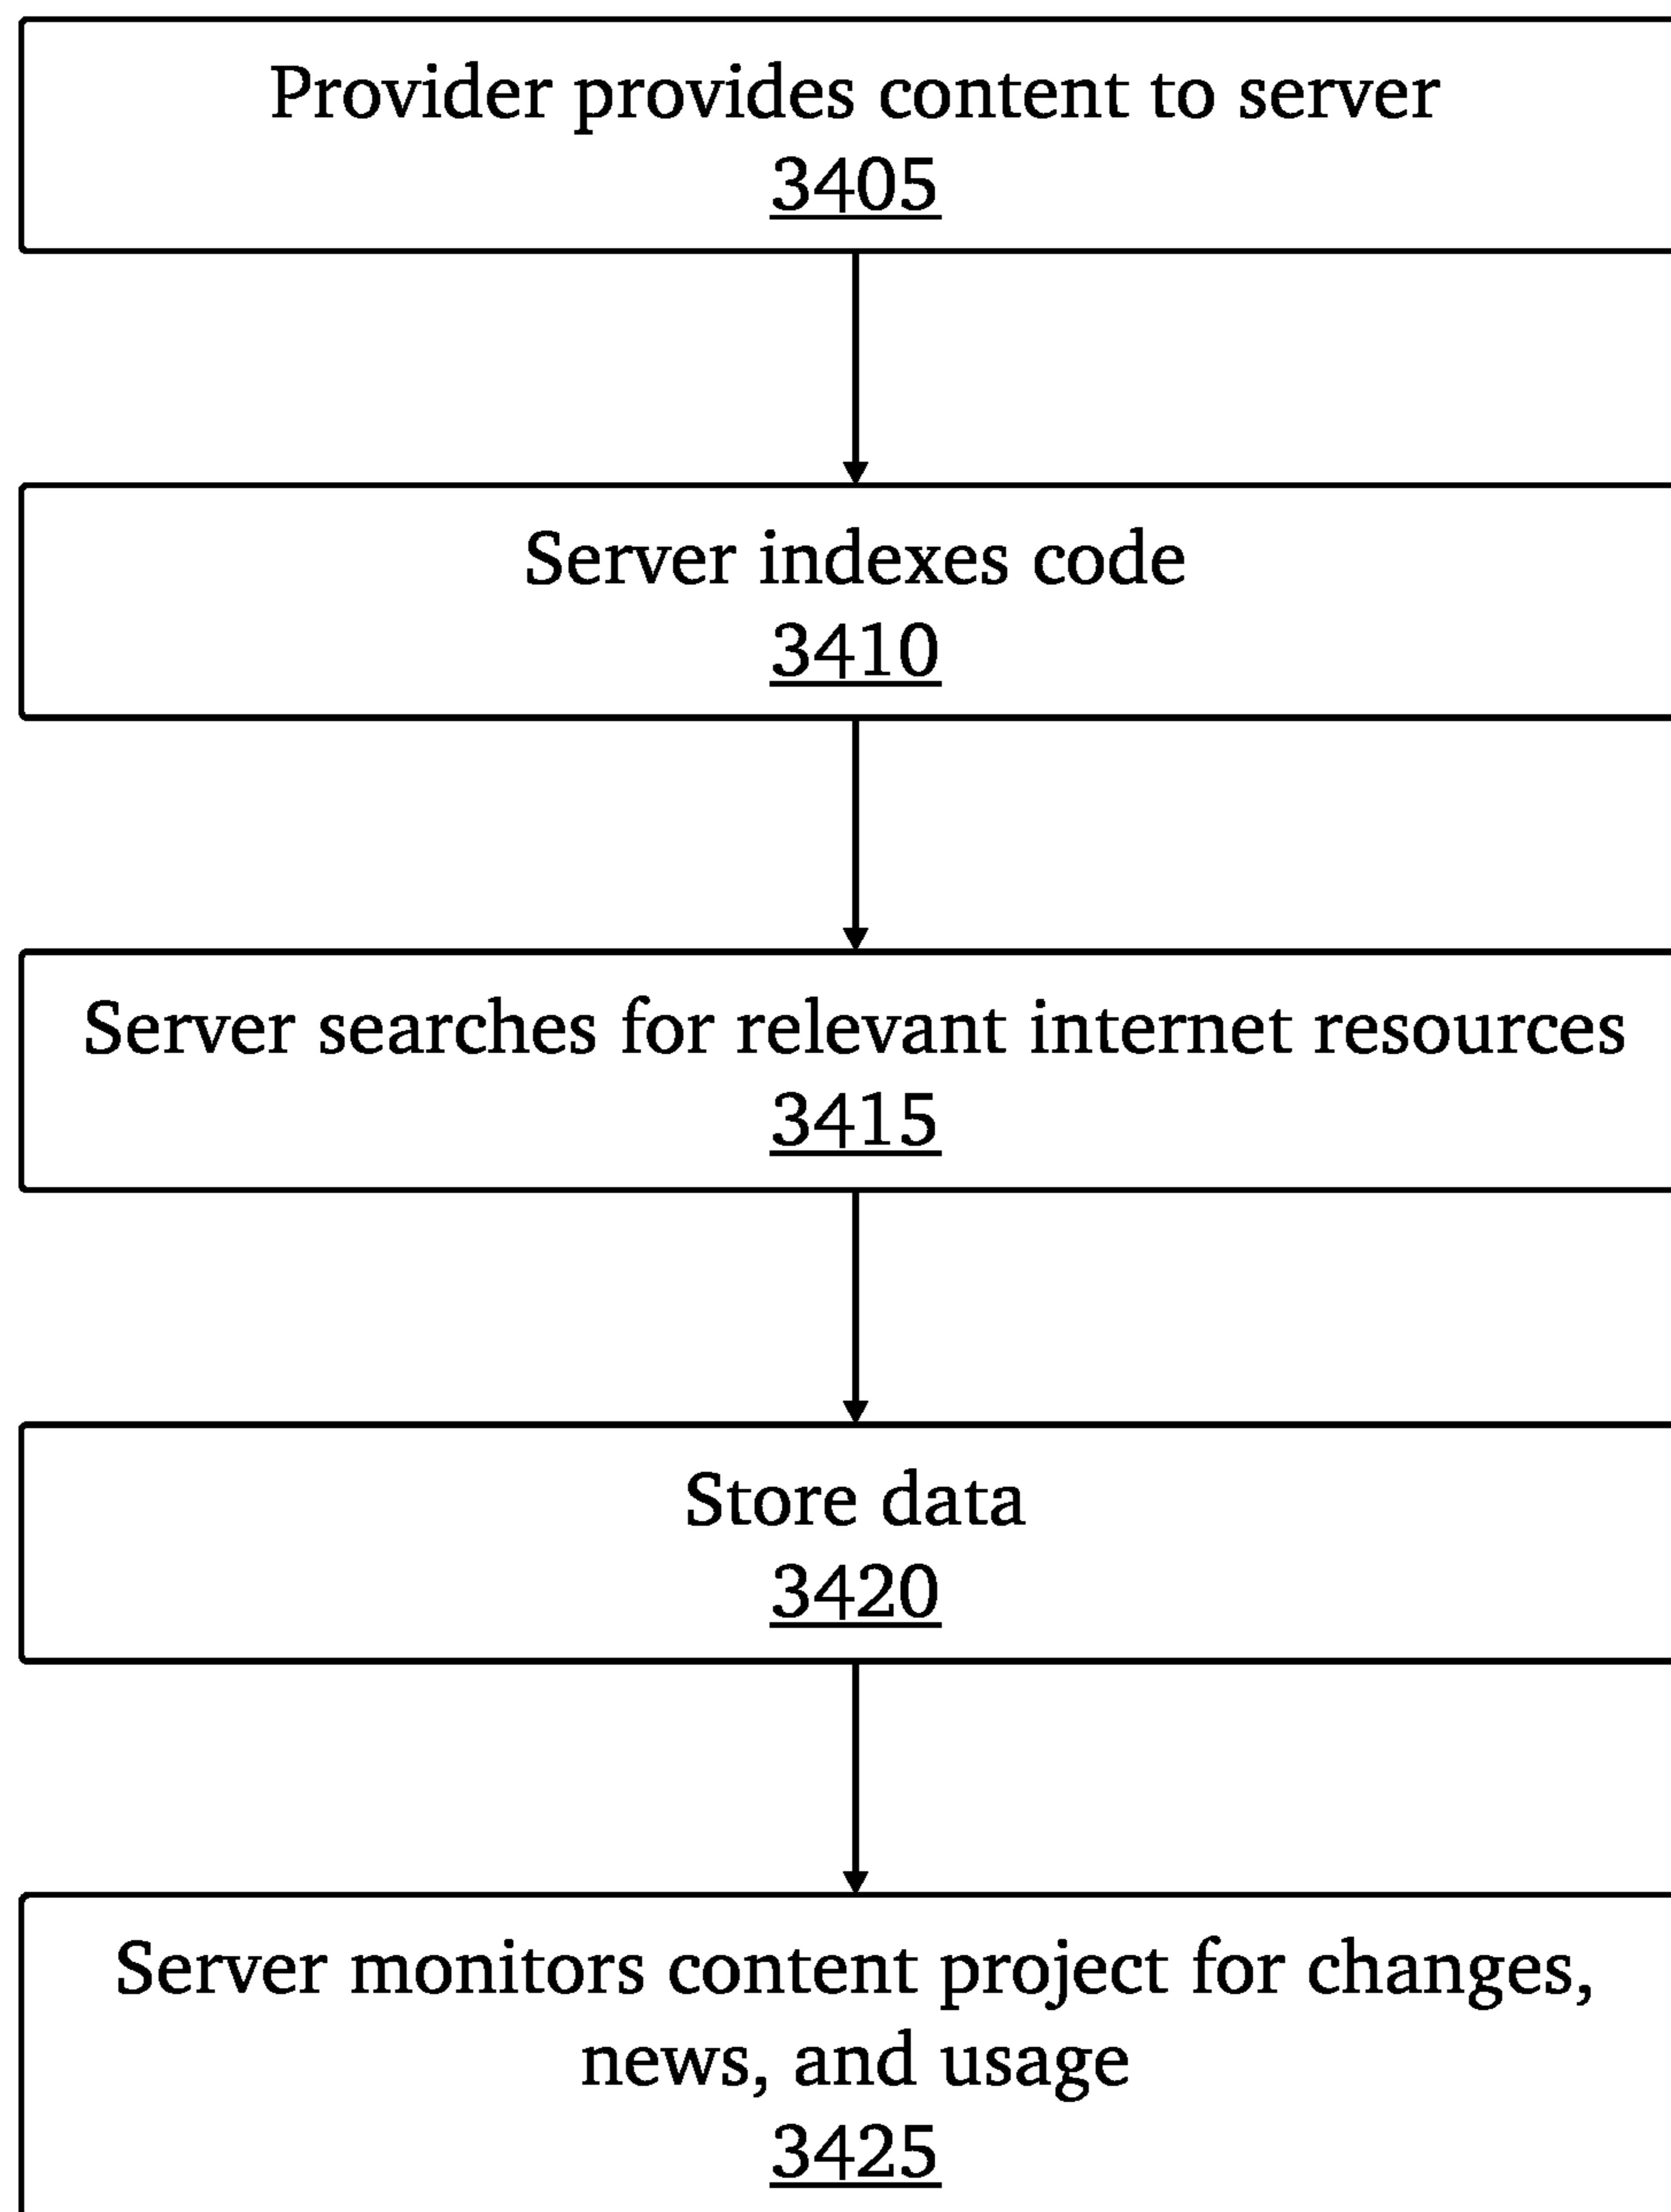 Provider provides content to server
3405
Server indexes code
3410
Server searches for relevant internet resources
3415
Store data
3420
Server monitors content project for changes,
news, and usage
3425